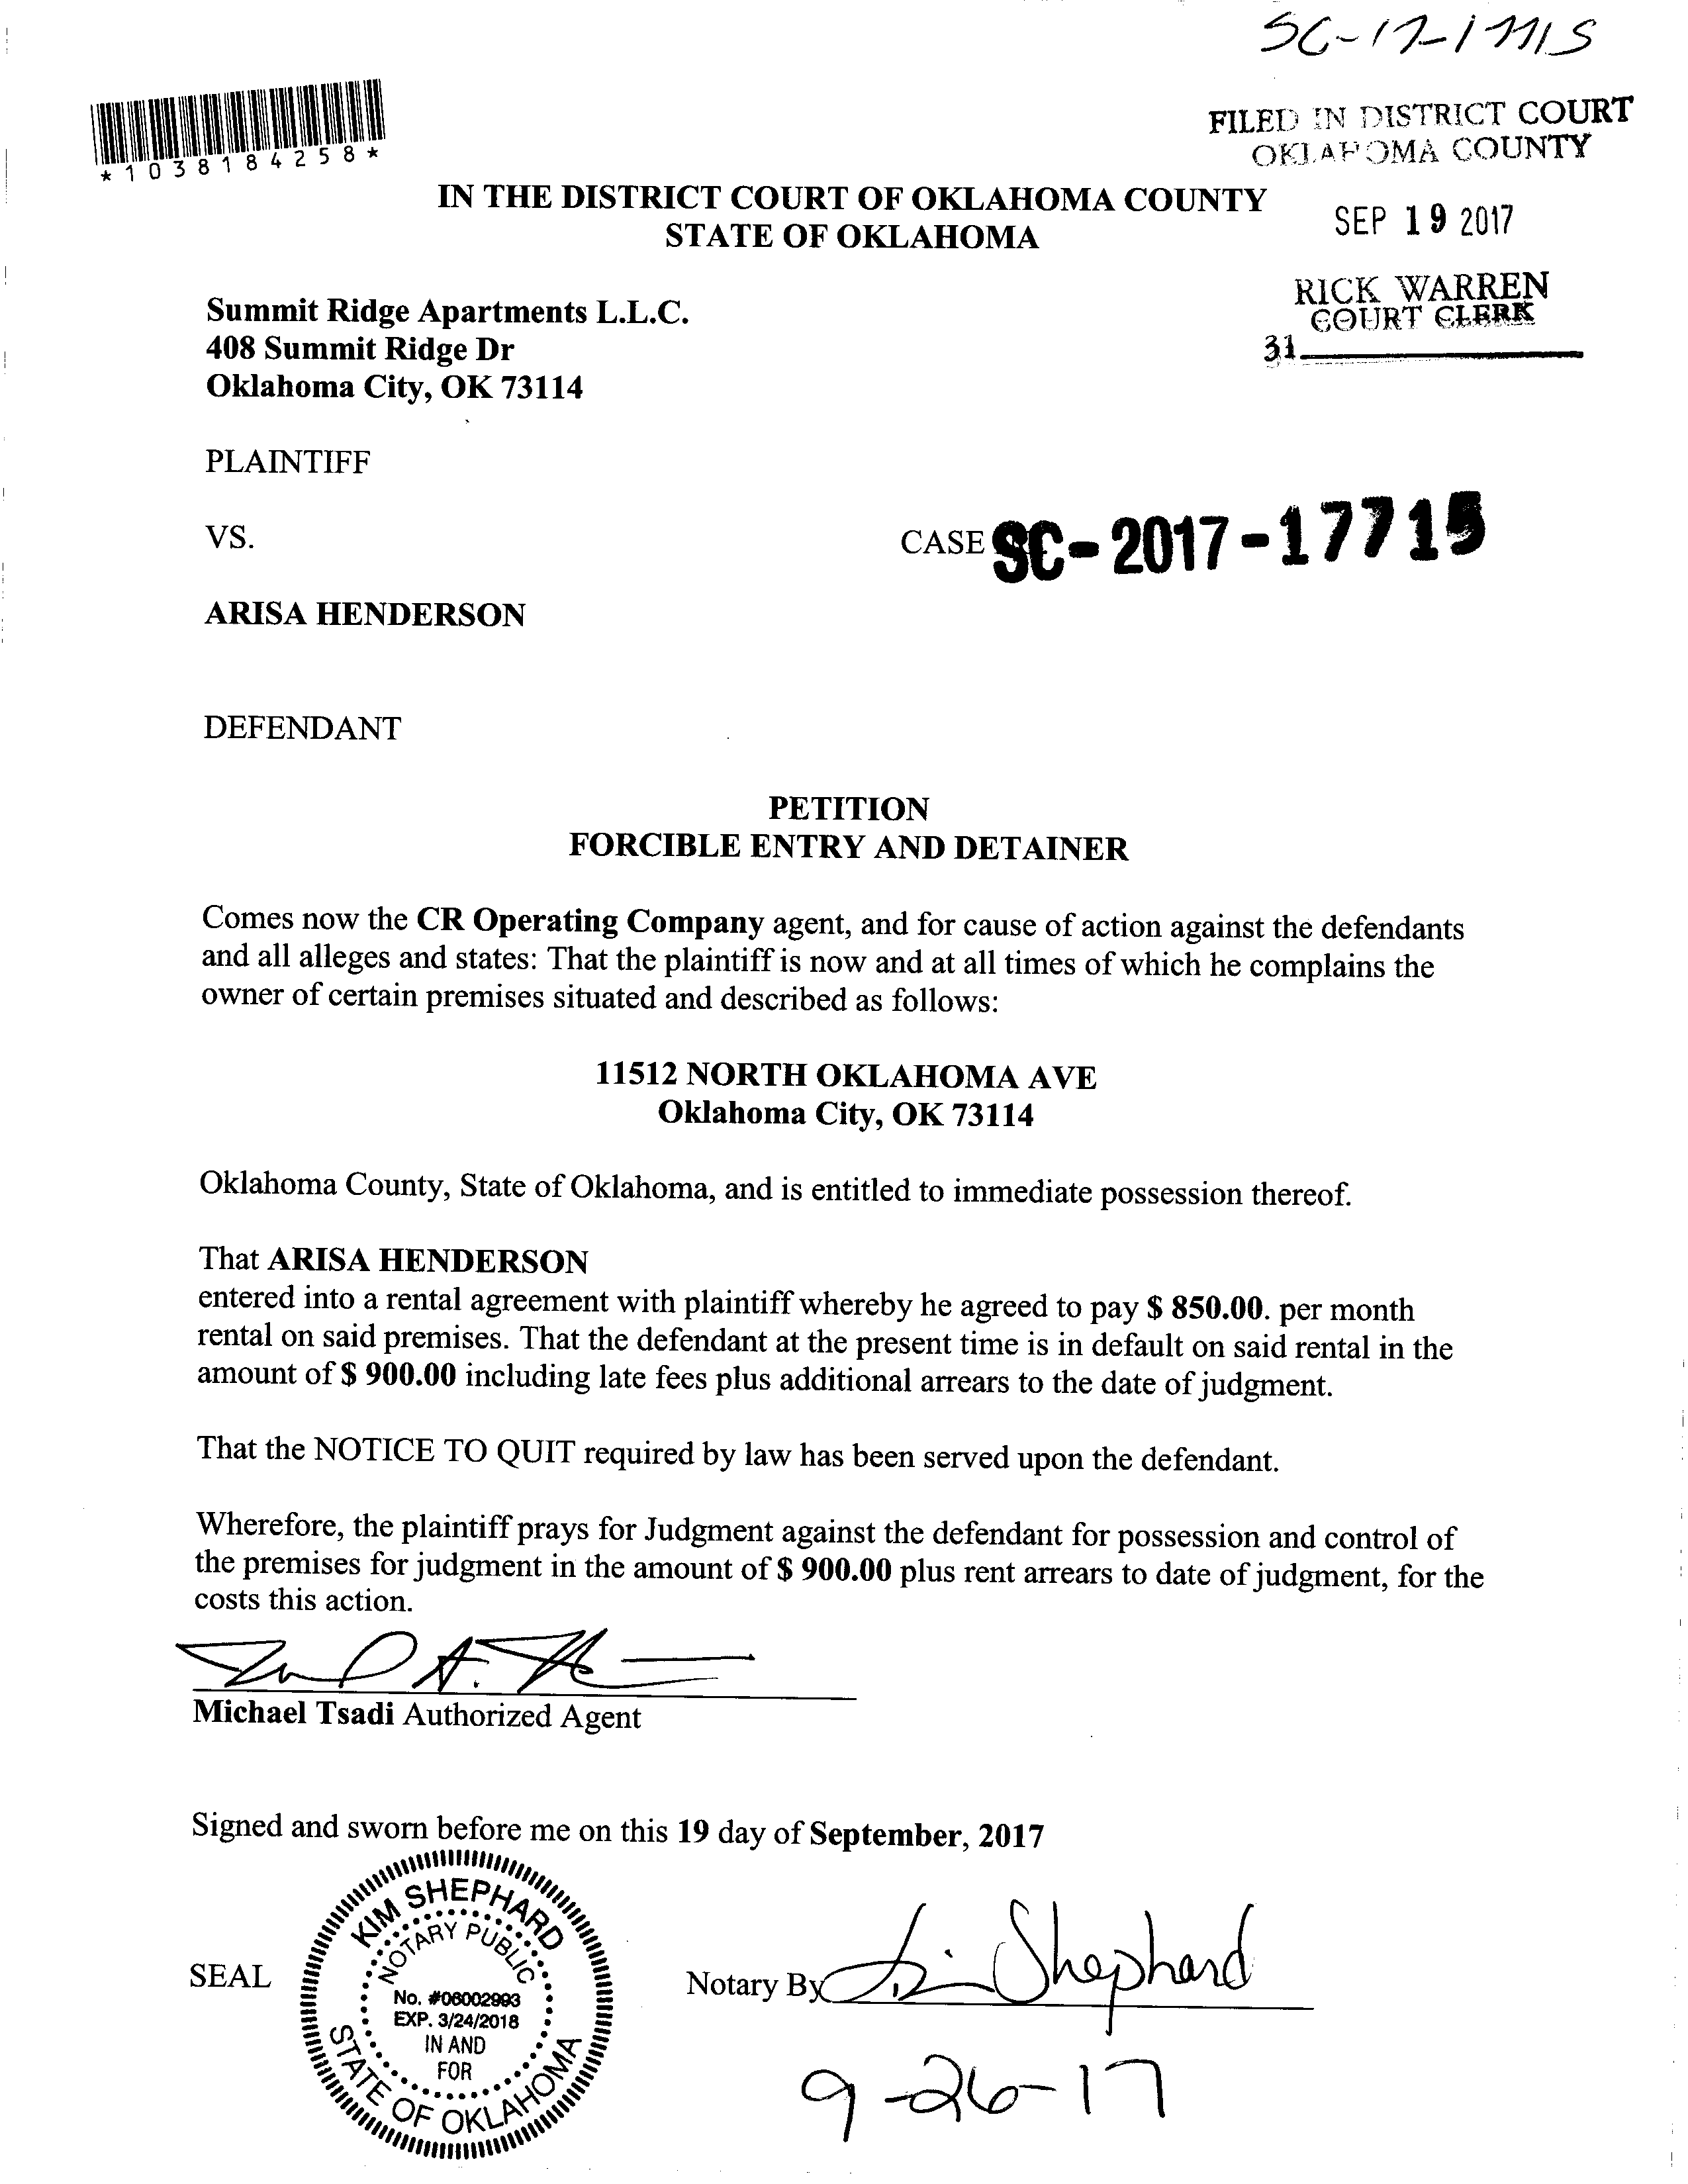 SC-17-17715
*1038184258*
FILED IN DISTRICT COURT
OKLAHOMA COUNTY
IN THE DISTRICT COURT OF OKLAHOMA COUNTY
STATE OF OKLAHOMA
SEP 19 2017
RICK WARREN
COURT CLERK
31
Summit Ridge Apartments L.L.C.
408 Summit Ridge Dr
Oklahoma City, OK 73114
PLAINTIFF
VS.
CASE SC-2017-17715
ARISA HENDERSON
DEFENDANT
PETITION
FORCIBLE ENTRY AND DETAINER
Comes now the CR Operating Company agent, and for cause of action against the defendants
and all alleges and states: That the plaintiff is now and at all times of which he complains the
owner of certain premises situated and described as follows:
11512 NORTH OKLAHOMA AVE
Oklahoma City, OK 73114
Oklahoma County, State of Oklahoma, and is entitled to immediate possession thereof.
That ARISA HENDERSON
entered into a rental agreement with plaintiff whereby he agreed to pay $ 850.00. per month
rental on said premises. That the defendant at the present time is in default on said rental in the
amount of $ 900.00 including late fees plus additional arrears to the date of judgment.
That the NOTICE TO QUIT required by law has been served upon the defendant.
Wherefore, the plaintiff prays for Judgment against the defendant for possession and control of
the premises for judgment in the amount of $ 900.00 plus rent arrears to date of judgment, for the
costs this action.
Michael Tsadi Authorized Agent
Signed and sworn before me on this 19 day of September, 2017
SEAL
KIM SHEPHARD
NOTARY PUBLIC
No. #06002993
EXP. 3/24/2018
IN AND
FOR
STATE OF OKLAHOMA
Notary By Kim Shephard
9-26-17